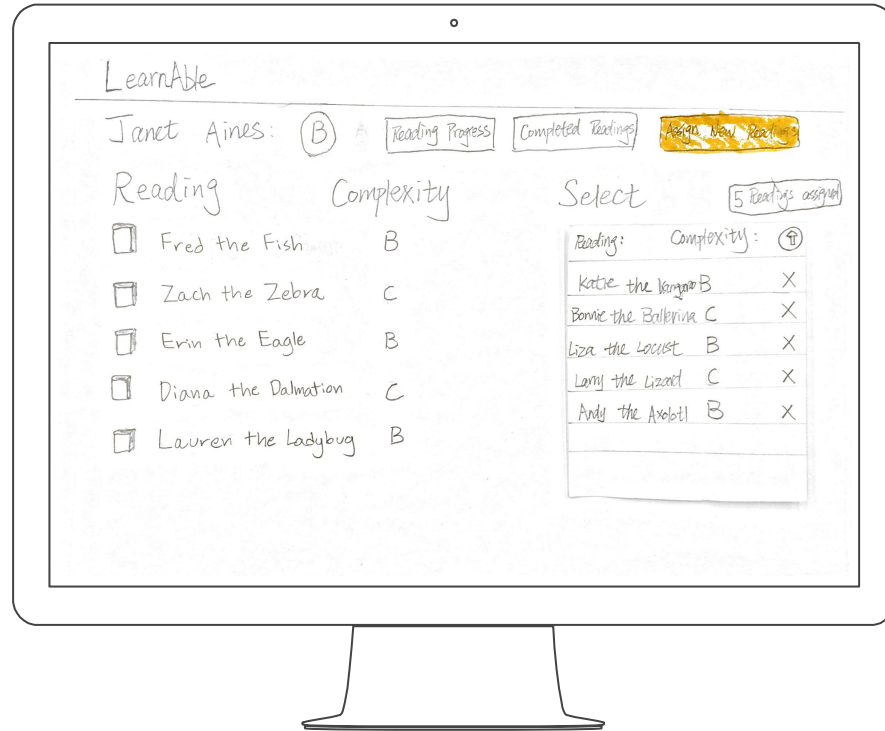 LearnAble
Janet Aines: B Reading Progress Completed Readings Assign New Readings
Reading Complexity Select 5 Readings assigned
Fred the Fish B
Zach the Zebra C
Erin the Eagle B
Diana the Dalmation C
Lauren the Ladybug B
Reading: Complexity:
Katie the Kangaroo B X
Bonnie the Ballerina C X
Liza the Locust B X
Larry the Lizard C X
Andy the Axolotl B X